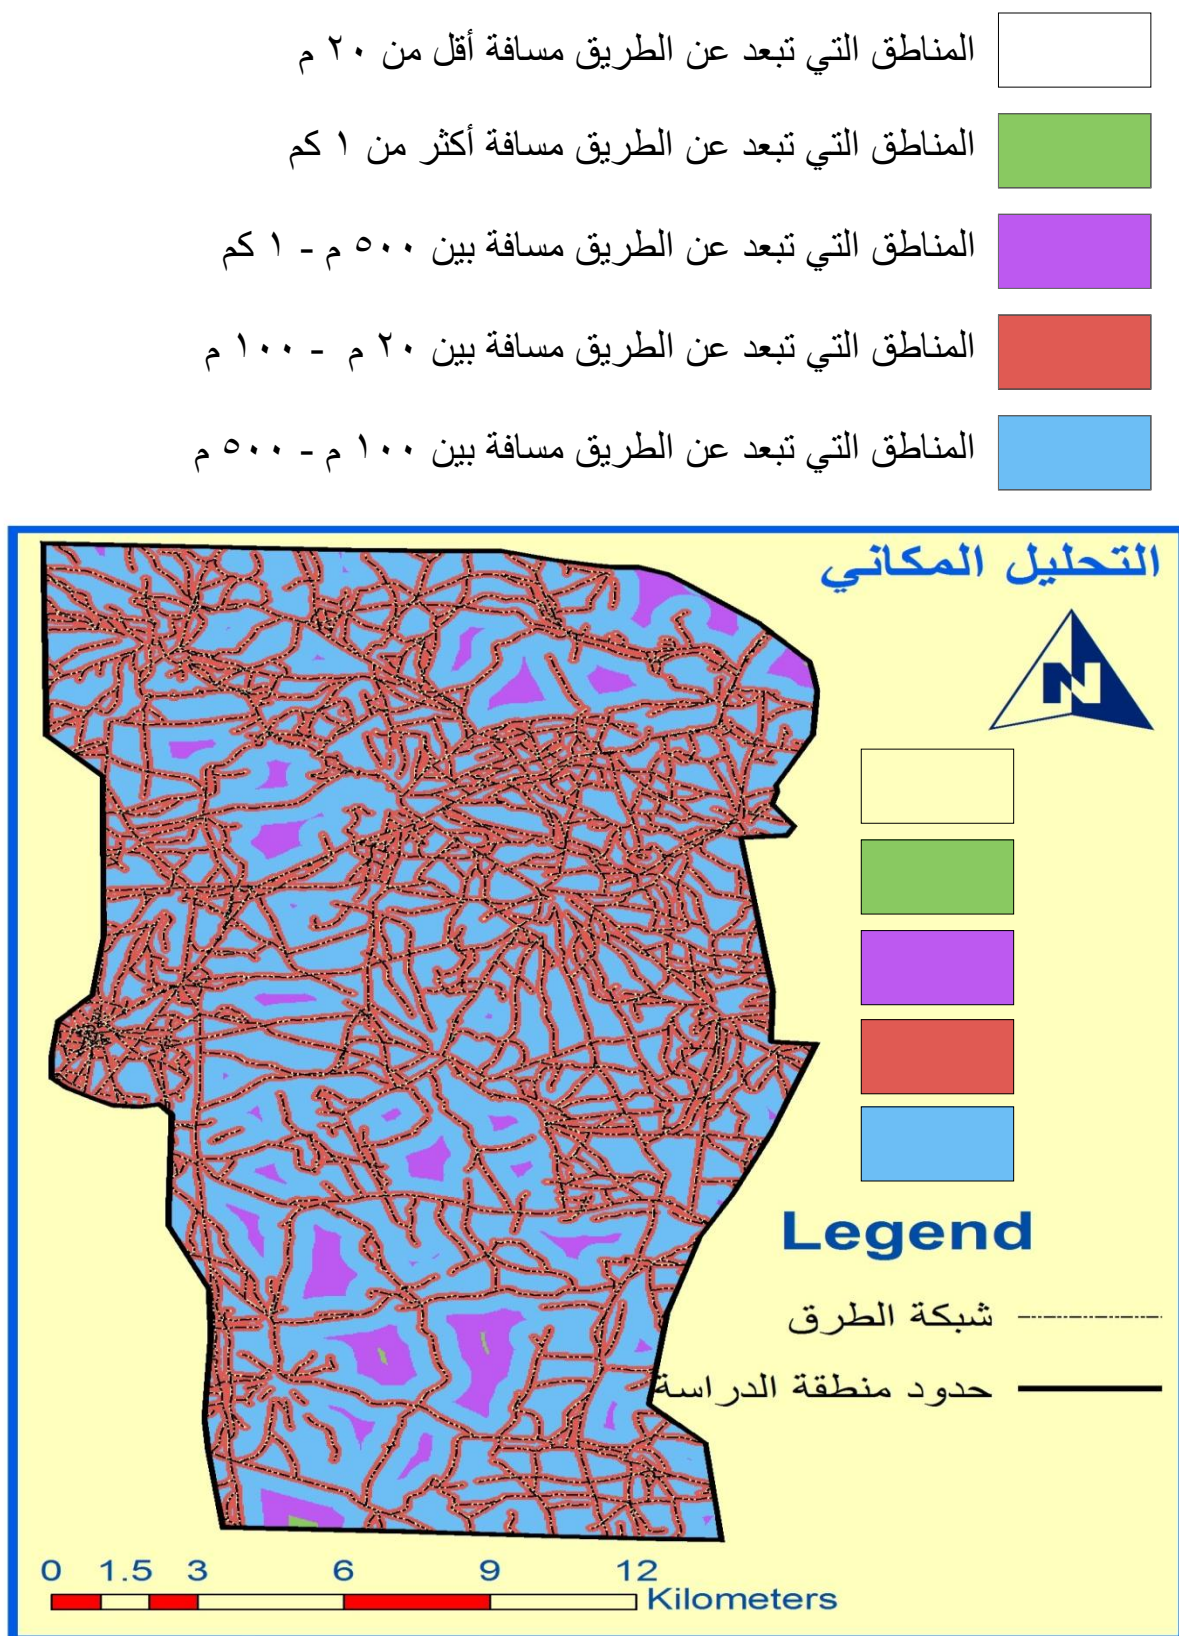 المناطق التي تبعد عن الطريق مسافة أقل من ٢٠ م
المناطق التي تبعد عن الطريق مسافة أكثر من ١ كم
المناطق التي تبعد عن الطريق مسافة بين ٥٠٠ م - ١ كم
المناطق التي تبعد عن الطريق مسافة بين ٢٠ م - ١٠٠ م
المناطق التي تبعد عن الطريق مسافة بين ١٠٠ م - ٥٠٠ م
التحليل المكاني
N
Legend
شبكة الطرق
حدود منطقة الدراسة
0 1.5 3 6 9 12
Kilometers